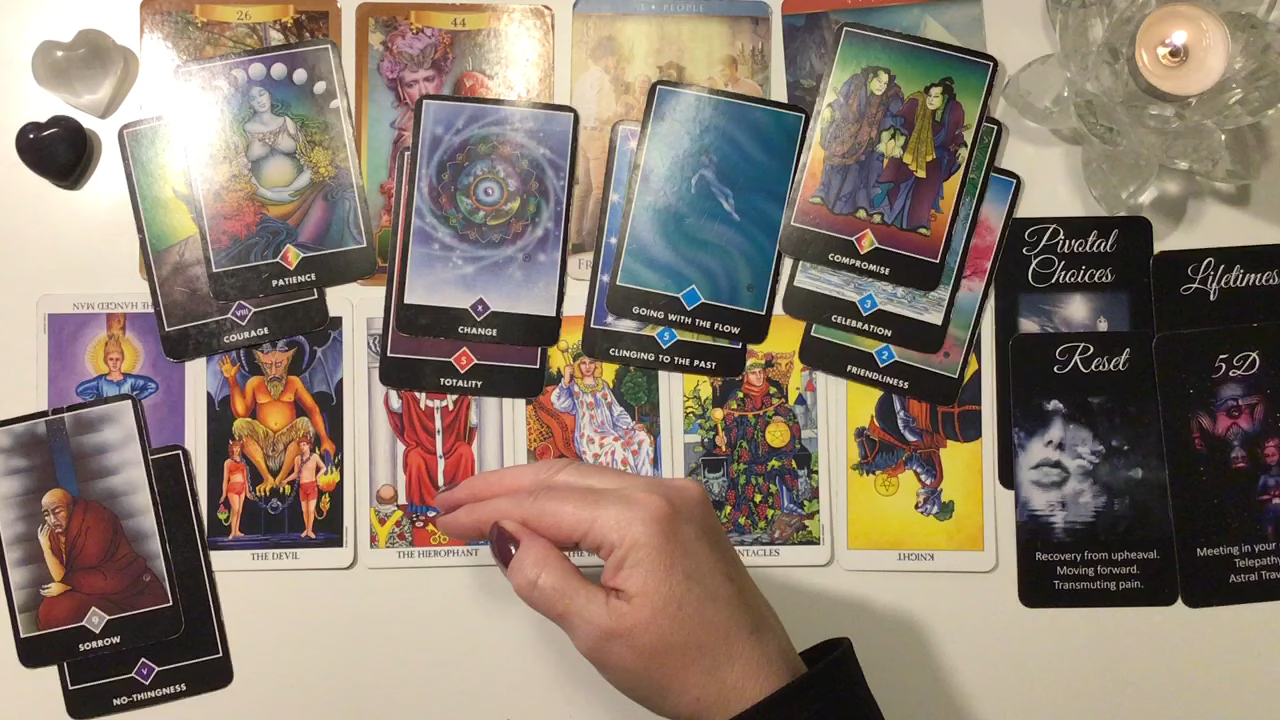 26
44
1 • PEOPLE
PATIENCE
VIII
COURAGE
X
CHANGE
5
TOTALITY
GOING WITH THE FLOW
5
CLINGING TO THE PAST
COMPROMISE
3
CELEBRATION
2
FRIENDLINESS
Pivotal
Choices
Lifetimes
Reset
Recovery from upheaval.
Moving forward.
Transmuting pain.
5D
Meeting in your
Telepathy
Astral
THE HANGED MAN
THE DEVIL
THE HIEROPHANT
KNIGHT
9
SORROW
V
NO-THINGNESS